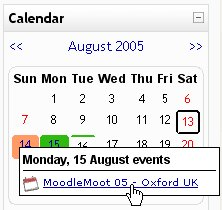 Calendar
<< August 2005 >>
Sun Mon Tue Wed Thu Fri Sat
1 2 3 4 5 6
7 8 9 10 11 12 13
14 15 16 17 18 19 20
Monday, 15 August events
MoodleMoot 05 - Oxford UK